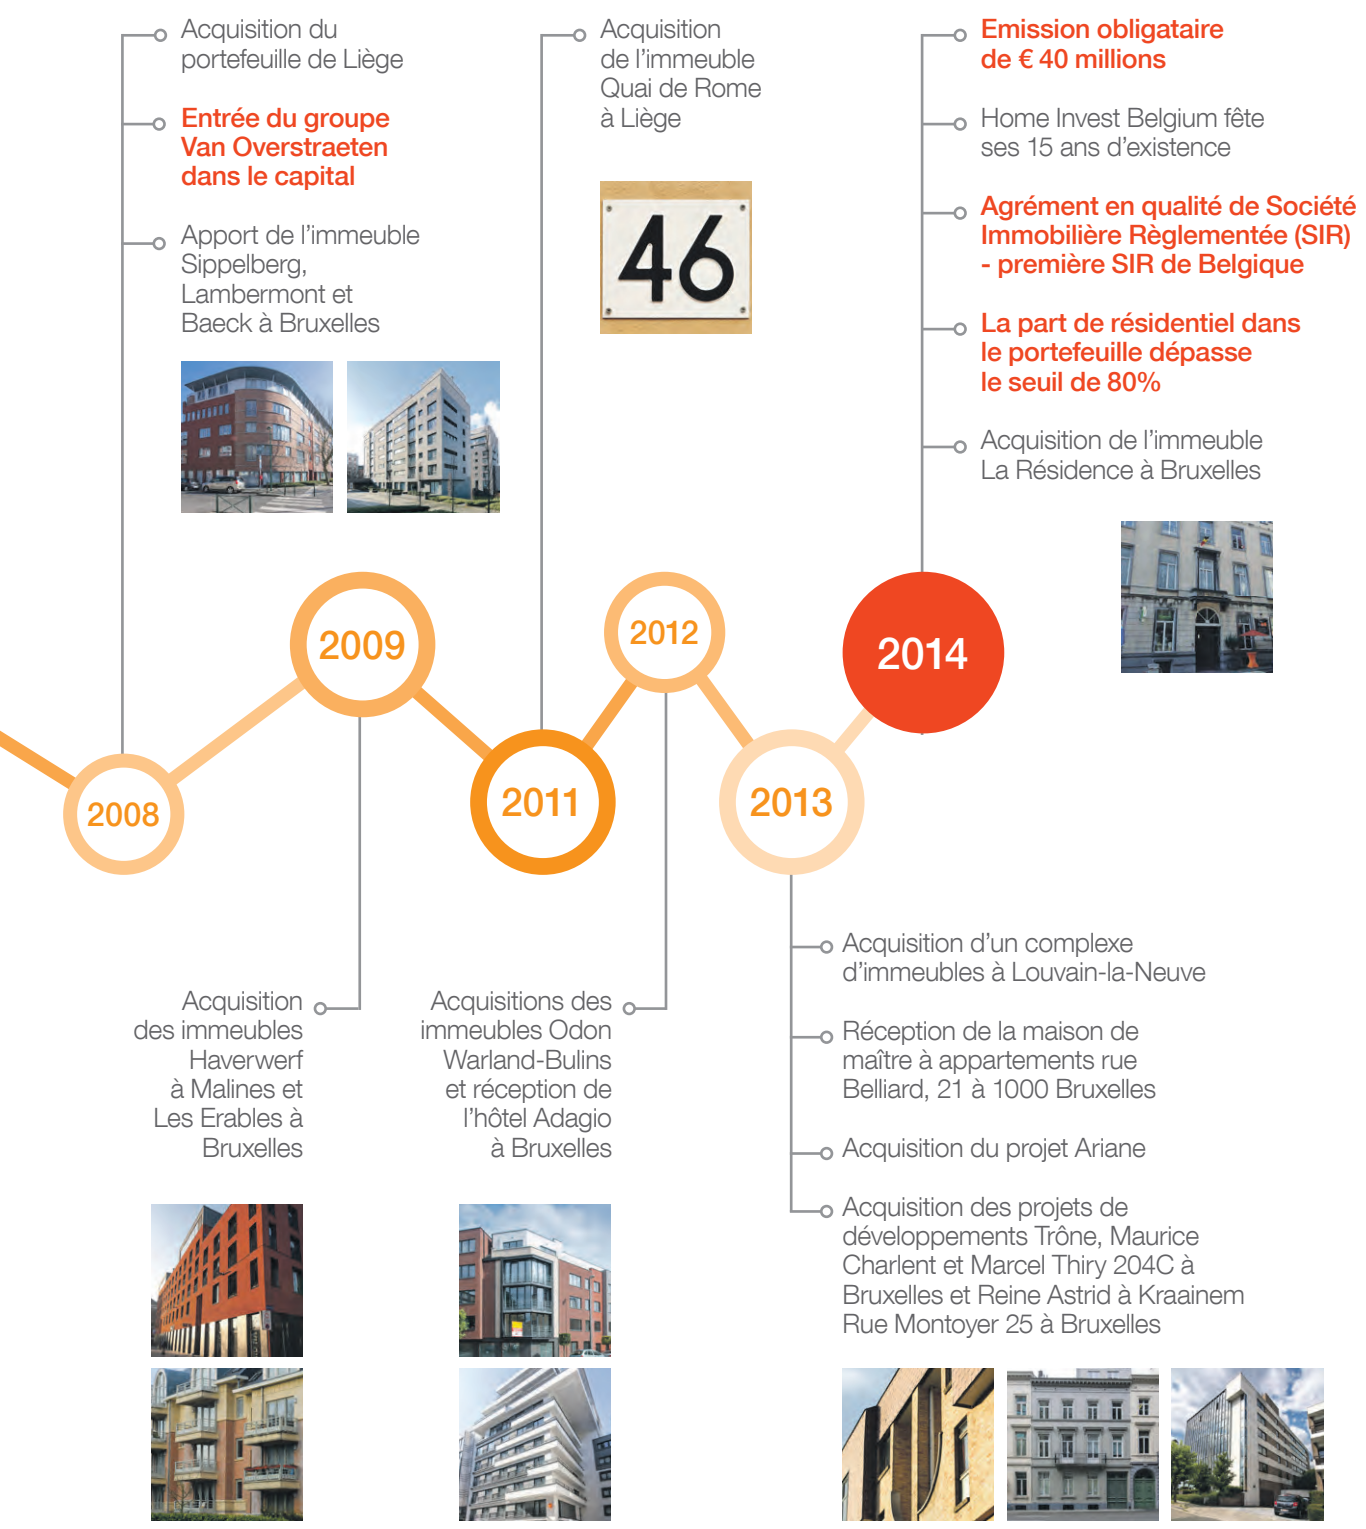 Acquisition du
portefeuille de Liège
Entrée du groupe
Van Overstraeten
dans le capital
Apport de l'immeuble
Sippelberg,
Lambermont et
Baeck à Bruxelles
Acquisition
de l'immeuble
Quai de Rome
à Liège
46
Emission obligataire
de € 40 millions
Home Invest Belgium fête
ses 15 ans d'existence
Agrément en qualité de Société
Immobilière Règlementée (SIR)
- première SIR de Belgique
La part de résidentiel dans
le portefeuille dépasse
le seuil de 80%
Acquisition de l'immeuble
La Résidence à Bruxelles
2008
2009
2011
2012
2013
2014
Acquisition
des immeubles
Haverwerf
à Malines et
Les Erables à
Bruxelles
Acquisitions des
immeubles Odon
Warland-Bulins
et réception de
l'hôtel Adagio
à Bruxelles
Acquisition d'un complexe
d'immeubles à Louvain-la-Neuve
Réception de la maison de
maître à appartements rue
Belliard, 21 à 1000 Bruxelles
Acquisition du projet Ariane
Acquisition des projets de
développements Trône, Maurice
Charlent et Marcel Thiry 204C à
Bruxelles et Reine Astrid à Kraainem
Rue Montoyer 25 à Bruxelles